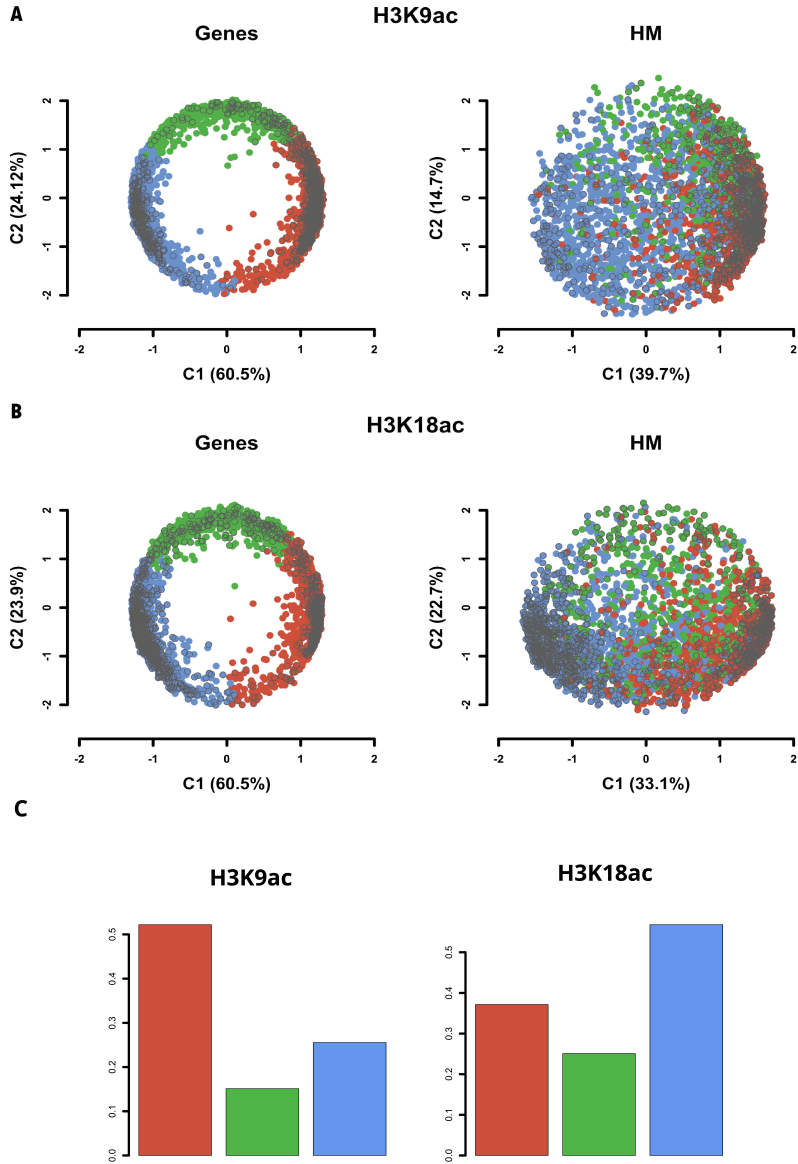 A
H3K9ac
Genes
HM
C2 (24.12%)
2
1
0
-1
-2
-2 -1 0 1 2
C1 (60.5%)
C2 (14.7%)
2
1
0
-1
-2
-2 -1 0 1 2
C1 (39.7%)
B
H3K18ac
Genes
HM
C2 (23.9%)
2
1
0
-1
-2
-2 -1 0 1 2
C1 (60.5%)
C2 (22.7%)
2
1
0
-1
-2
-2 -1 0 1 2
C1 (33.1%)
C
H3K9ac
0.5
0.4
0.3
0.2
0.1
0.0
H3K18ac
0.5
0.4
0.3
0.2
0.1
0.0